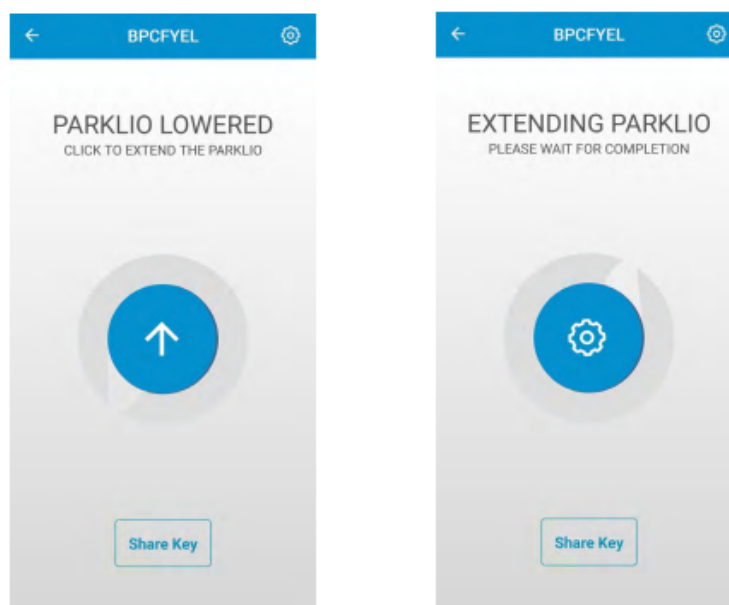 BPCFYEL
PARKLIO LOWERED
CLICK TO EXTEND THE PARKLIO
Share Key
BPCFYEL
EXTENDING PARKLIO
PLEASE WAIT FOR COMPLETION
Share Key